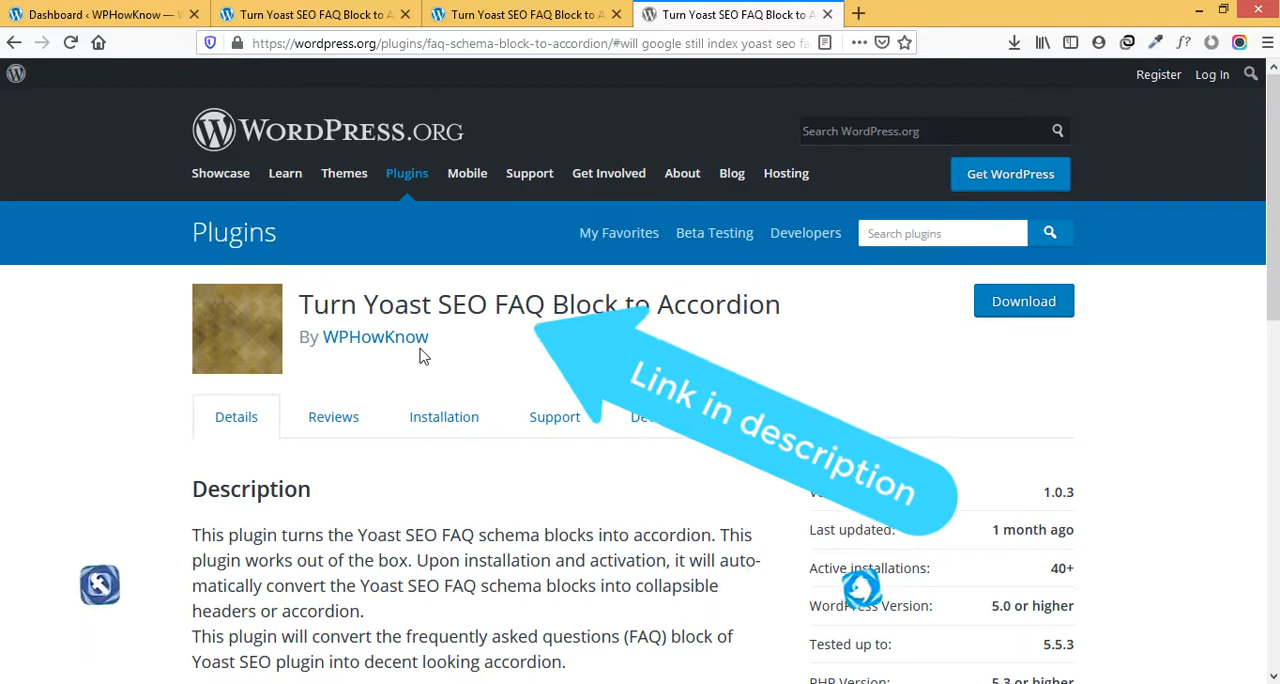 Dashboard ‹ WPHowKnow —
Turn Yoast SEO FAQ Block to A
Turn Yoast SEO FAQ Block to A
Turn Yoast SEO FAQ Block to A
https://wordpress.org/plugins/faq-schema-block-to-accordion/#will google still index yoast seo fa
Register Log In
WORDPRESS.ORG
Search WordPress.org
Showcase Learn Themes Plugins Mobile Support Get Involved About Blog Hosting
Get WordPress
Plugins
My Favorites Beta Testing Developers
Search plugins
Turn Yoast SEO FAQ Block to Accordion
By WPHowKnow
Download
Link in description
Details Reviews Installation Support
Description
This plugin turns the Yoast SEO FAQ schema blocks into accordion. This
plugin works out of the box. Upon installation and activation, it will auto-
matically convert the Yoast SEO FAQ schema blocks into collapsible
headers or accordion.
This plugin will convert the frequently asked questions (FAQ) block of
Yoast SEO plugin into decent looking accordion.
1.0.3
Last updated: 1 month ago
Active installations: 40+
WordPress Version: 5.0 or higher
Tested up to: 5.5.3
PHP Version: 5.3 or higher